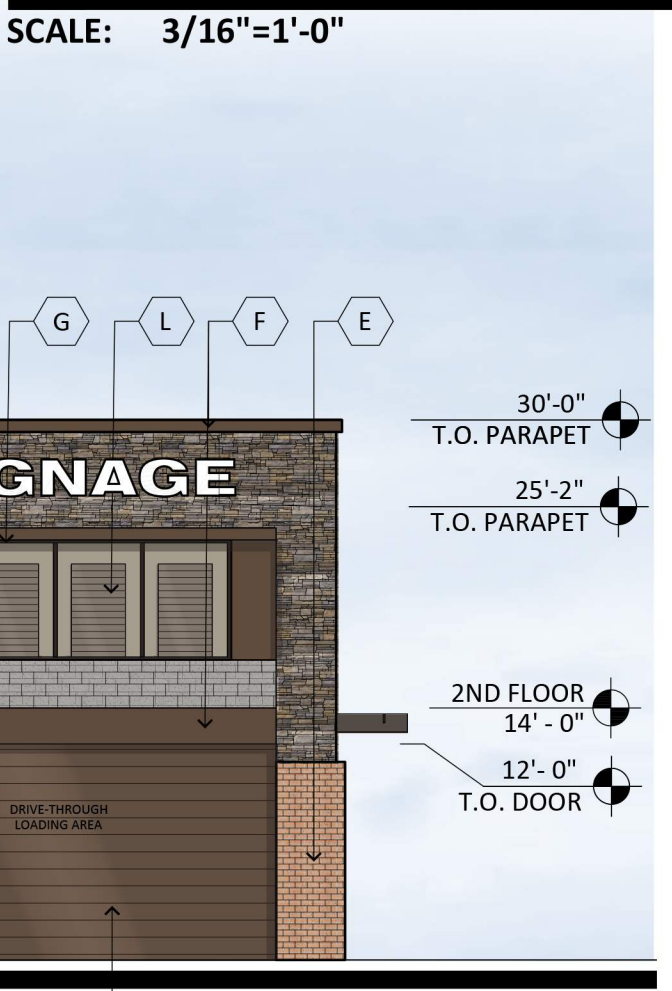 SCALE: 3/16"=1'-0"
G
L
F
E
30'-0"
T.O. PARAPET
GNAGE
25'-2"
T.O. PARAPET
2ND FLOOR
14' - 0"
12'- 0"
T.O. DOOR
DRIVE-THROUGH
LOADING AREA